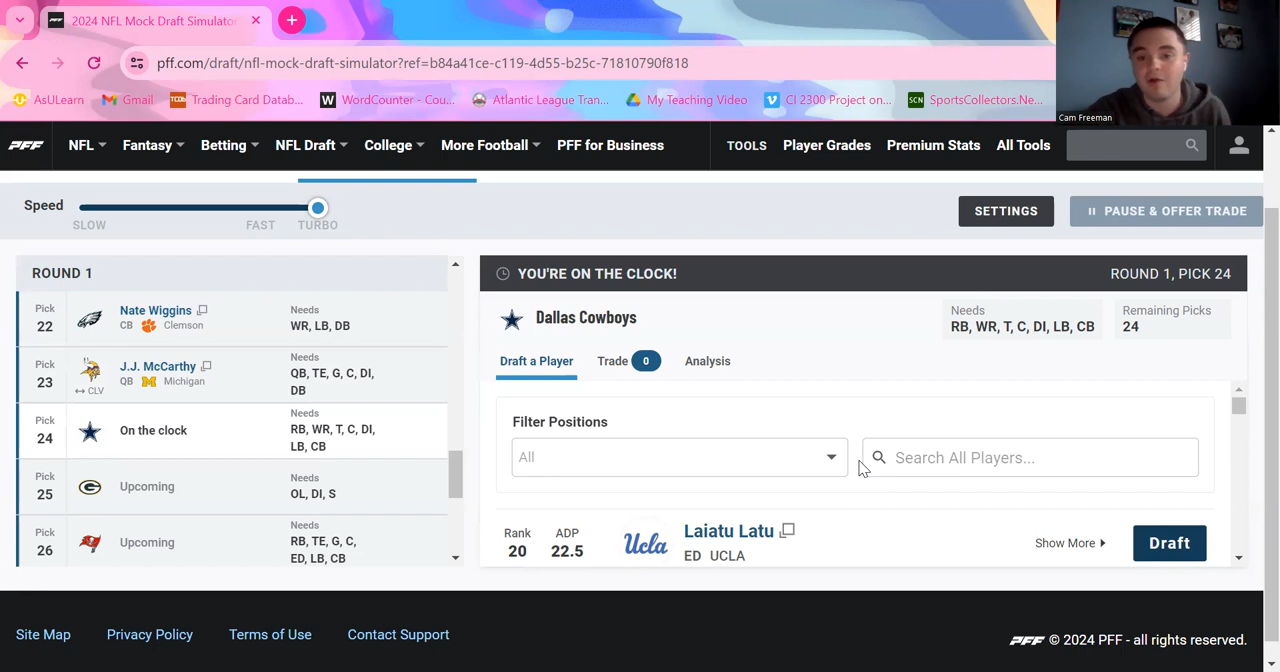 2024 NFL Mock Draft Simulator
pff.com/draft/nfl-mock-draft-simulator?ref=b84a41ce-c119-4d55-b25c-71810790f818
AsULearn Gmail Trading Card Datab... WordCounter - Cou... Atlantic League Tran... My Teaching Video CI 2300 Project on... SportsCollectors.Ne...
Cam Freeman
PFF NFL Fantasy Betting NFL Draft College More Football PFF for Business TOOLS Player Grades Premium Stats All Tools
Speed
SLOW FAST TURBO
SETTINGS
PAUSE & OFFER TRADE
ROUND 1
Pick
22
Nate Wiggins
CB Clemson
Needs
WR, LB, DB
Pick
23
CLV
J.J. McCarthy
QB Michigan
Needs
QB, TE, G, C, DI,
DB
Pick
24
On the clock
Needs
RB, WR, T, C, DI,
LB, CB
Pick
25
Upcoming
Needs
OL, DI, S
Pick
26
Upcoming
Needs
RB, TE, G, C,
ED, LB, CB
YOU'RE ON THE CLOCK! ROUND 1, PICK 24
Dallas Cowboys
Needs
RB, WR, T, C, DI, LB, CB
Remaining Picks
24
Draft a Player Trade 0 Analysis
Filter Positions
All
Search All Players...
Rank
20
ADP
22.5
Ucla
Laiatu Latu
ED UCLA
Show More
Draft
Site Map Privacy Policy Terms of Use Contact Support
PFF © 2024 PFF - all rights reserved.